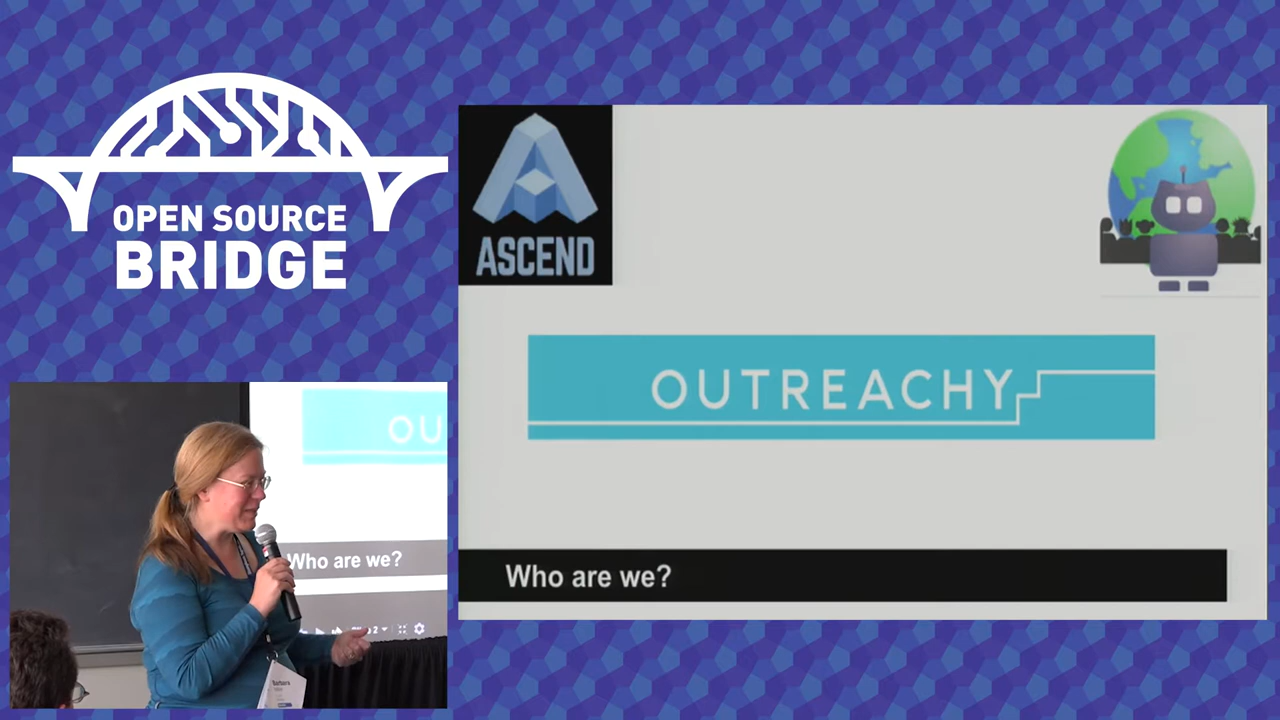 OPEN SOURCE
BRIDGE
ASCEND
OUTREACHY
Who are we?
OU
Who are we?